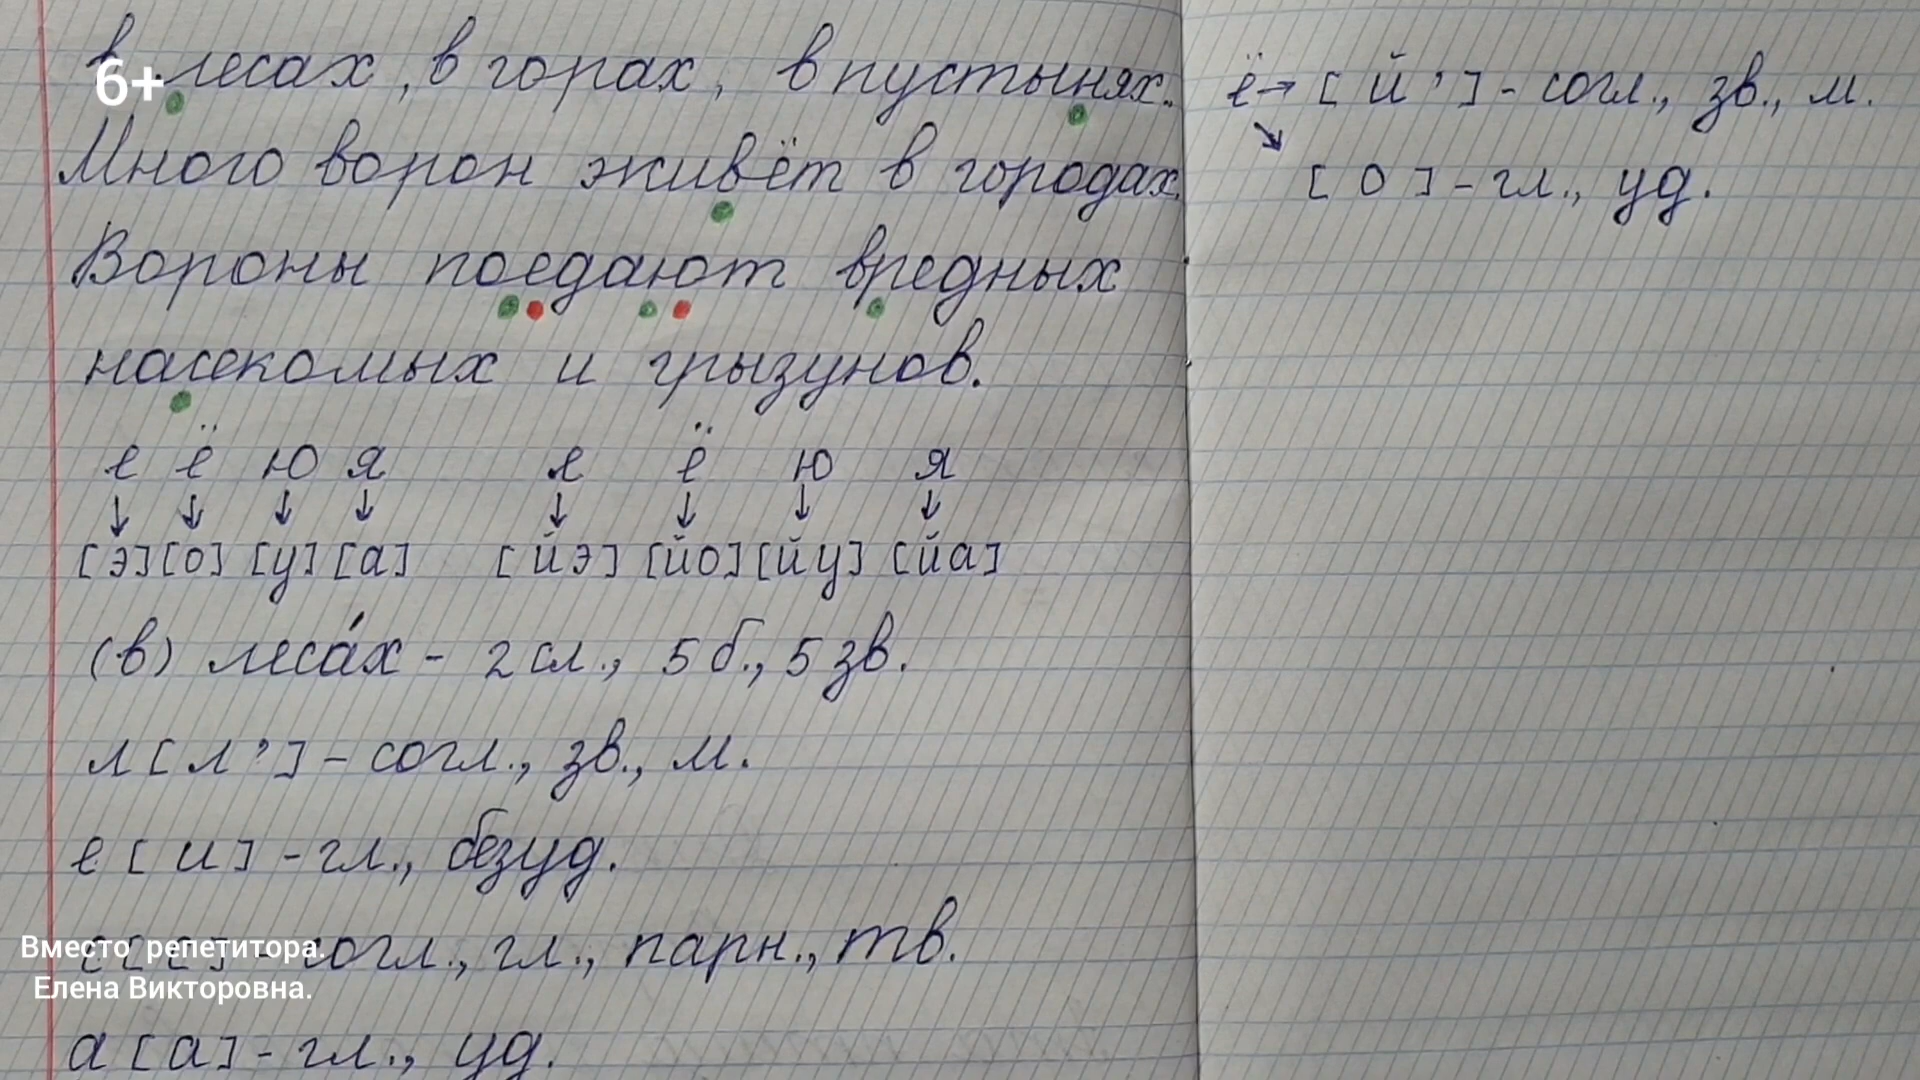 в лесах, в горах, в пустынях.
6+
Много ворон живёт в городах.
Вороны поедают вредных
насекомых и грызунов.
е ё ю я е ё ю я
↓ ↓ ↓ ↓ ↓ ↓ ↓ ↓
[э] [о] [у] [а] [йэ] [йо] [йу] [йа]
(в) леса́х - 2 сл., 5 б., 5 зв.
л [л’] - согл., зв., м.
е [и] - гл., безуд.
с [с] - согл., гл., парн., тв.
а [а] - гл., уд.
Вместо репетитора.
Елена Викторовна.
ё → [й’] - согл., зв., м.
↘ [о] - гл., уд.